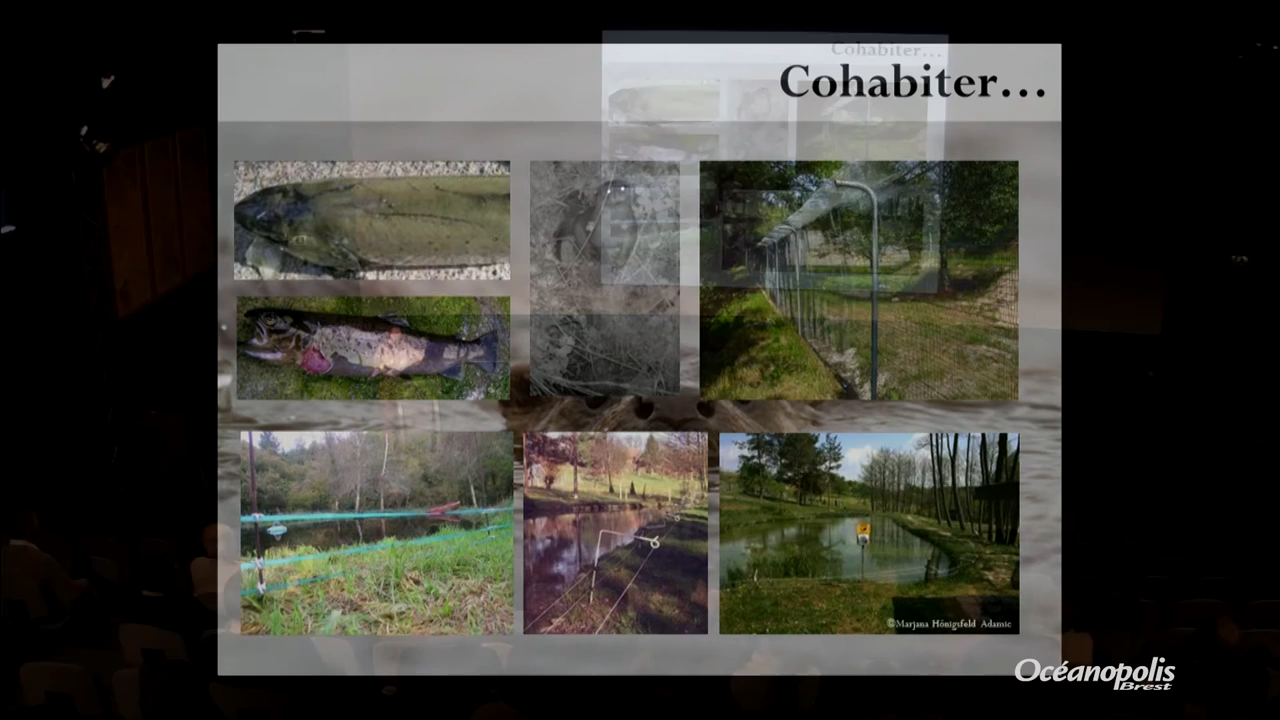 Cohabiter...
Cohabiter...
©Marjana Hönigsfeld Adamic
Océanopolis
Brest